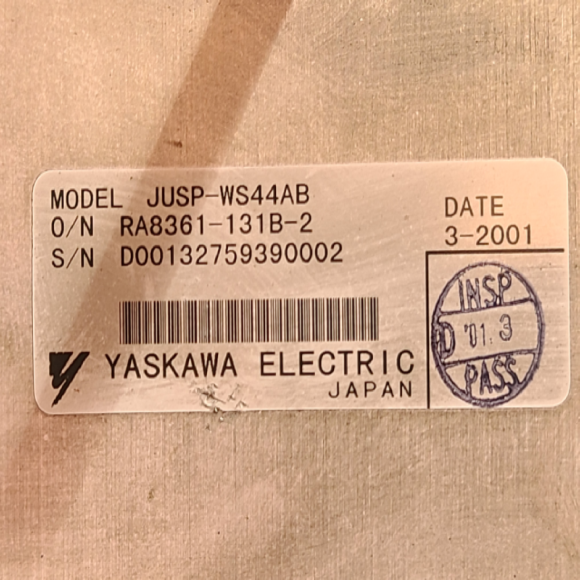 MODEL JUSP-WS44AB
O/N RA8361-131B-2
S/N D00132759390002
DATE
3-2001
YASKAWA ELECTRIC
JAPAN
INSP
D '01. 3
PASS